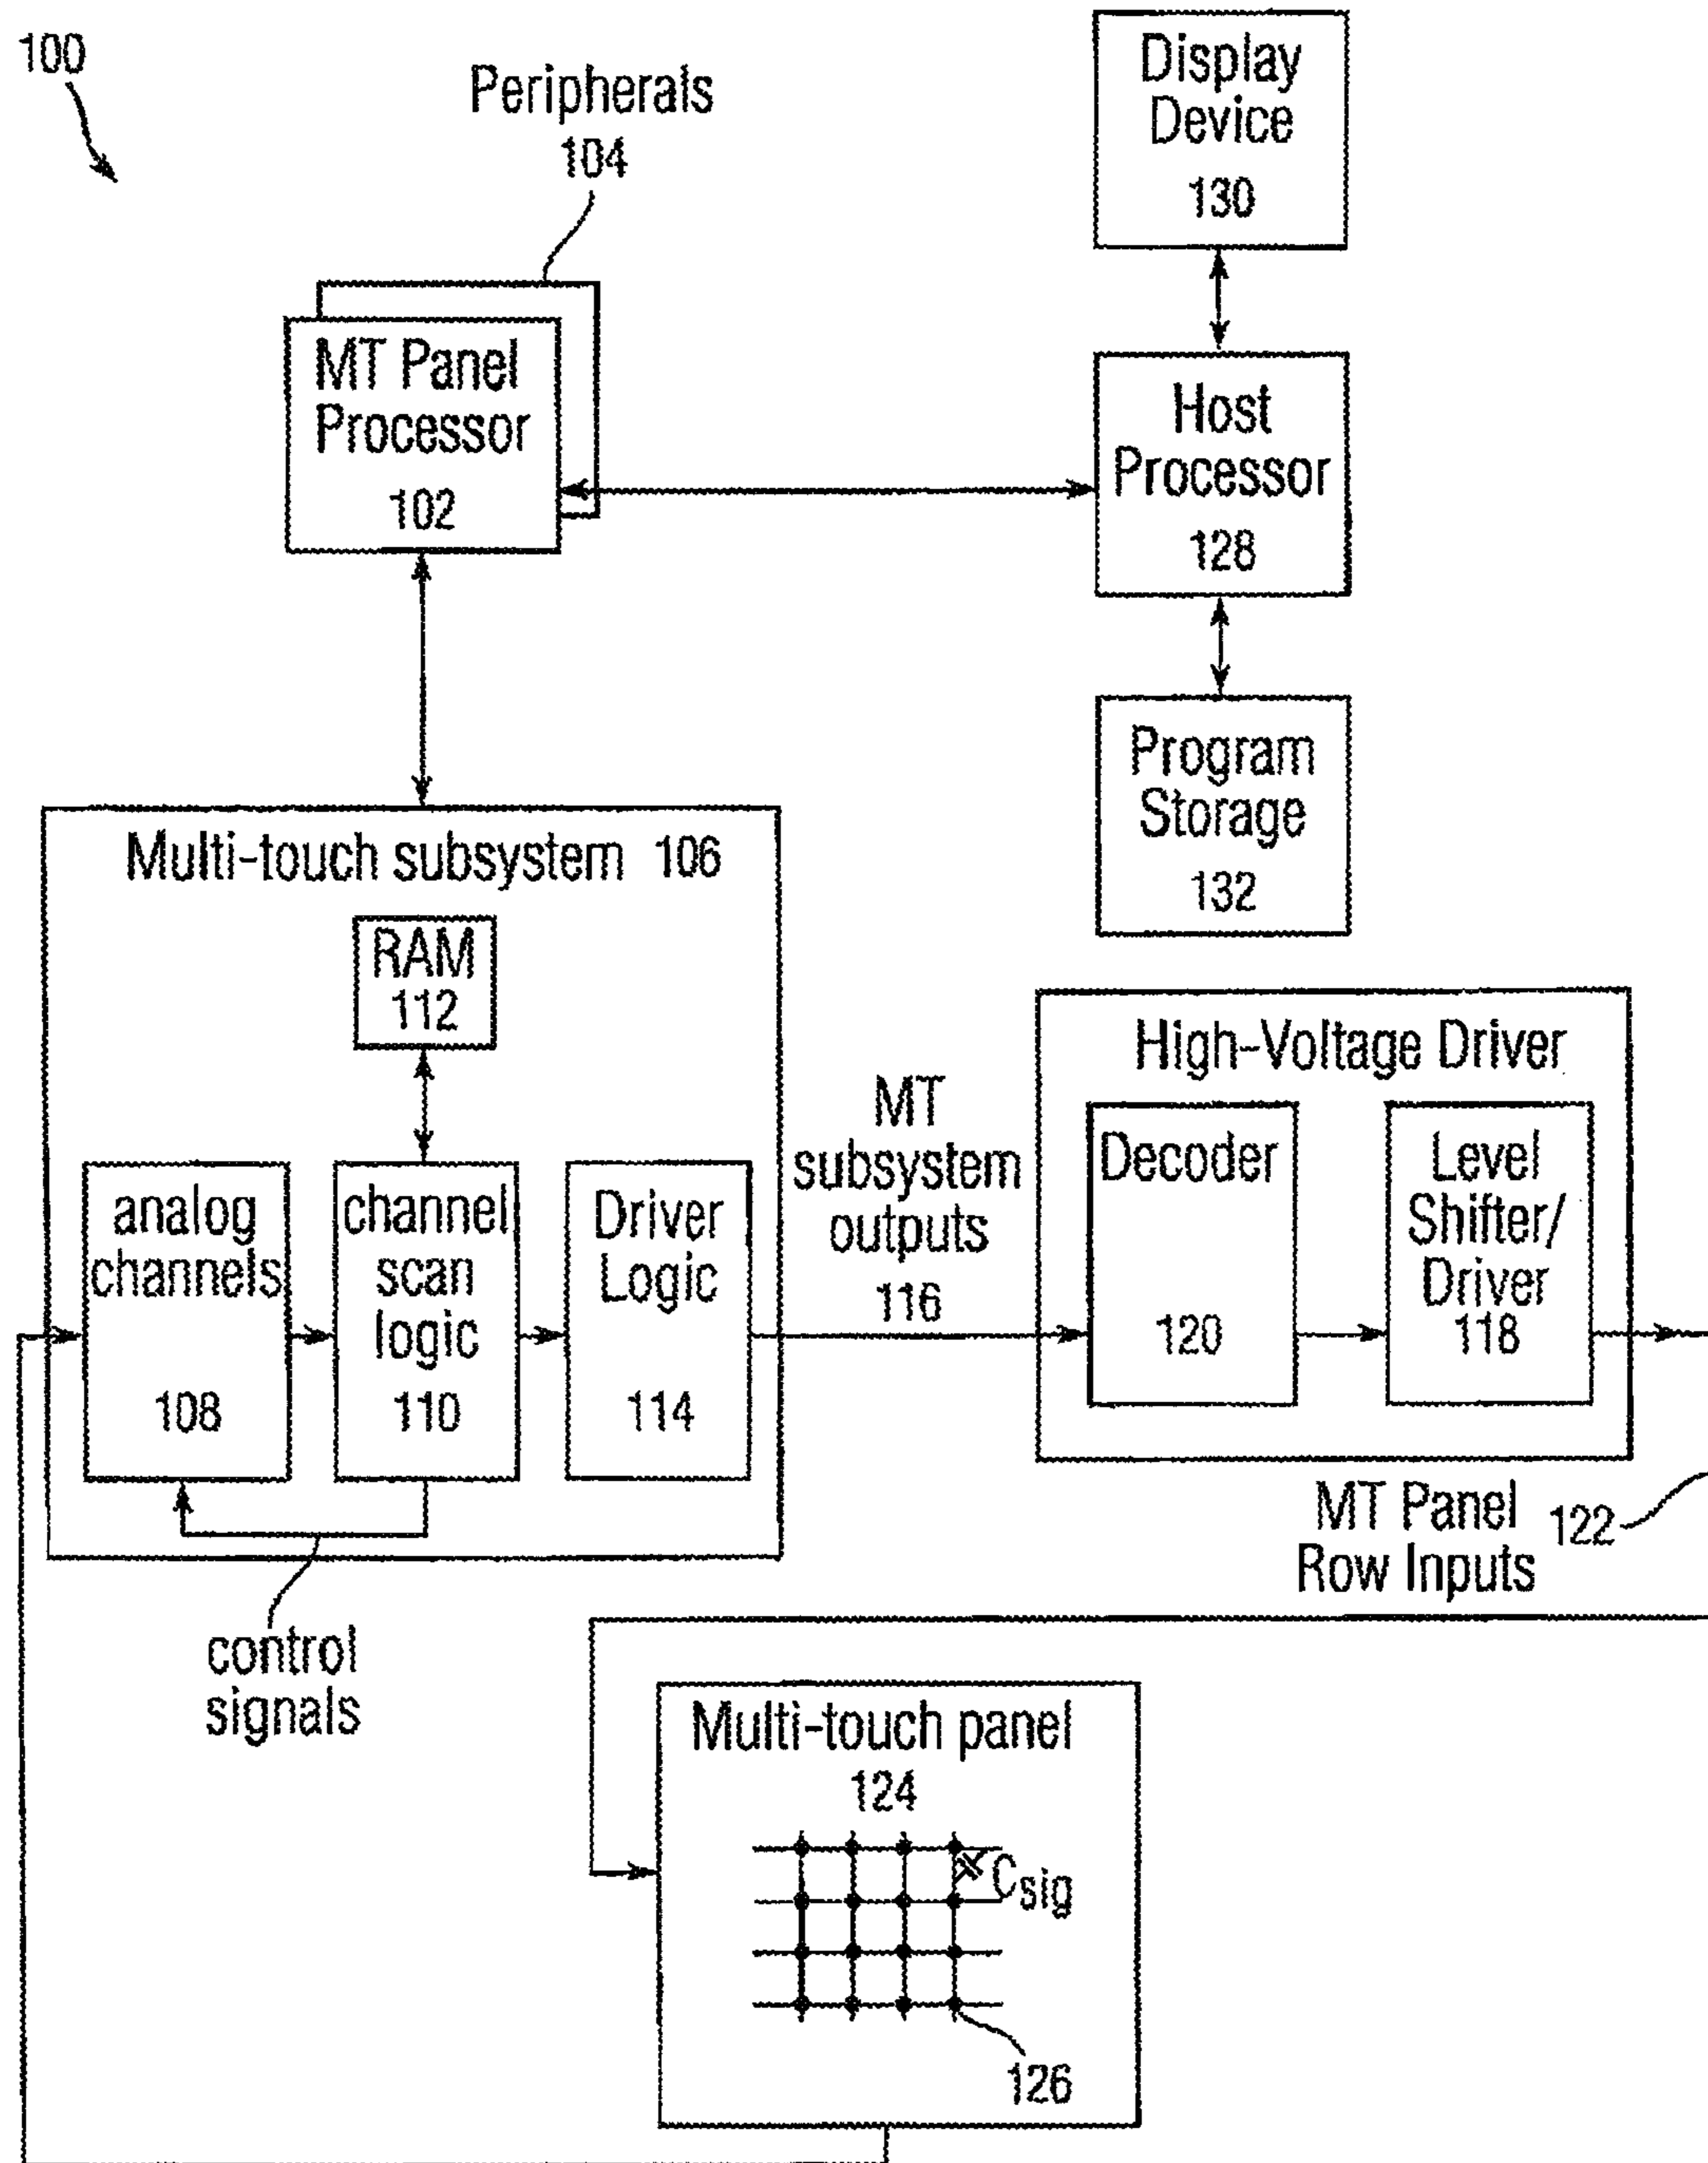 100
Peripherals
104
Display
Device
130
MT Panel
Processor
102
Host
Processor
128
Program
Storage
132
Multi-touch subsystem 106
RAM
112
analog
channels
108
channel
scan
logic
110
Driver
Logic
114
MT
subsystem
outputs
116
High-Voltage Driver
Decoder
120
Level
Shifter/
Driver
118
MT Panel
Row Inputs
122
control
signals
Multi-touch panel
124
Csig
126